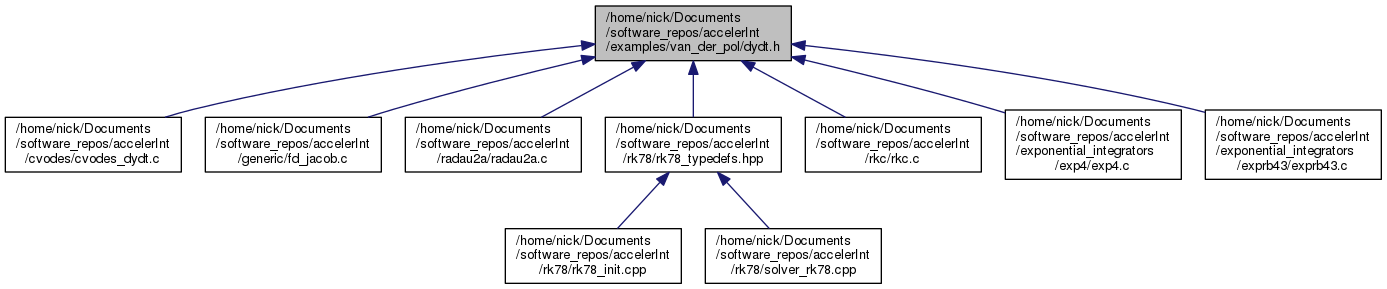 /home/nick/Documents
/software_repos/accelerInt
/examples/van_der_pol/dydt.h
/home/nick/Documents
/software_repos/accelerInt
/cvodes/cvodes_dydt.c
/home/nick/Documents
/software_repos/accelerInt
/generic/fd_jacob.c
/home/nick/Documents
/software_repos/accelerInt
/radau2a/radau2a.c
/home/nick/Documents
/software_repos/accelerInt
/rk78/rk78_typedefs.hpp
/home/nick/Documents
/software_repos/accelerInt
/rkc/rkc.c
/home/nick/Documents
/software_repos/accelerInt
/exponential_integrators
/exp4/exp4.c
/home/nick/Documents
/software_repos/accelerInt
/exponential_integrators
/exprb43/exprb43.c
/home/nick/Documents
/software_repos/accelerInt
/rk78/rk78_init.cpp
/home/nick/Documents
/software_repos/accelerInt
/rk78/solver_rk78.cpp